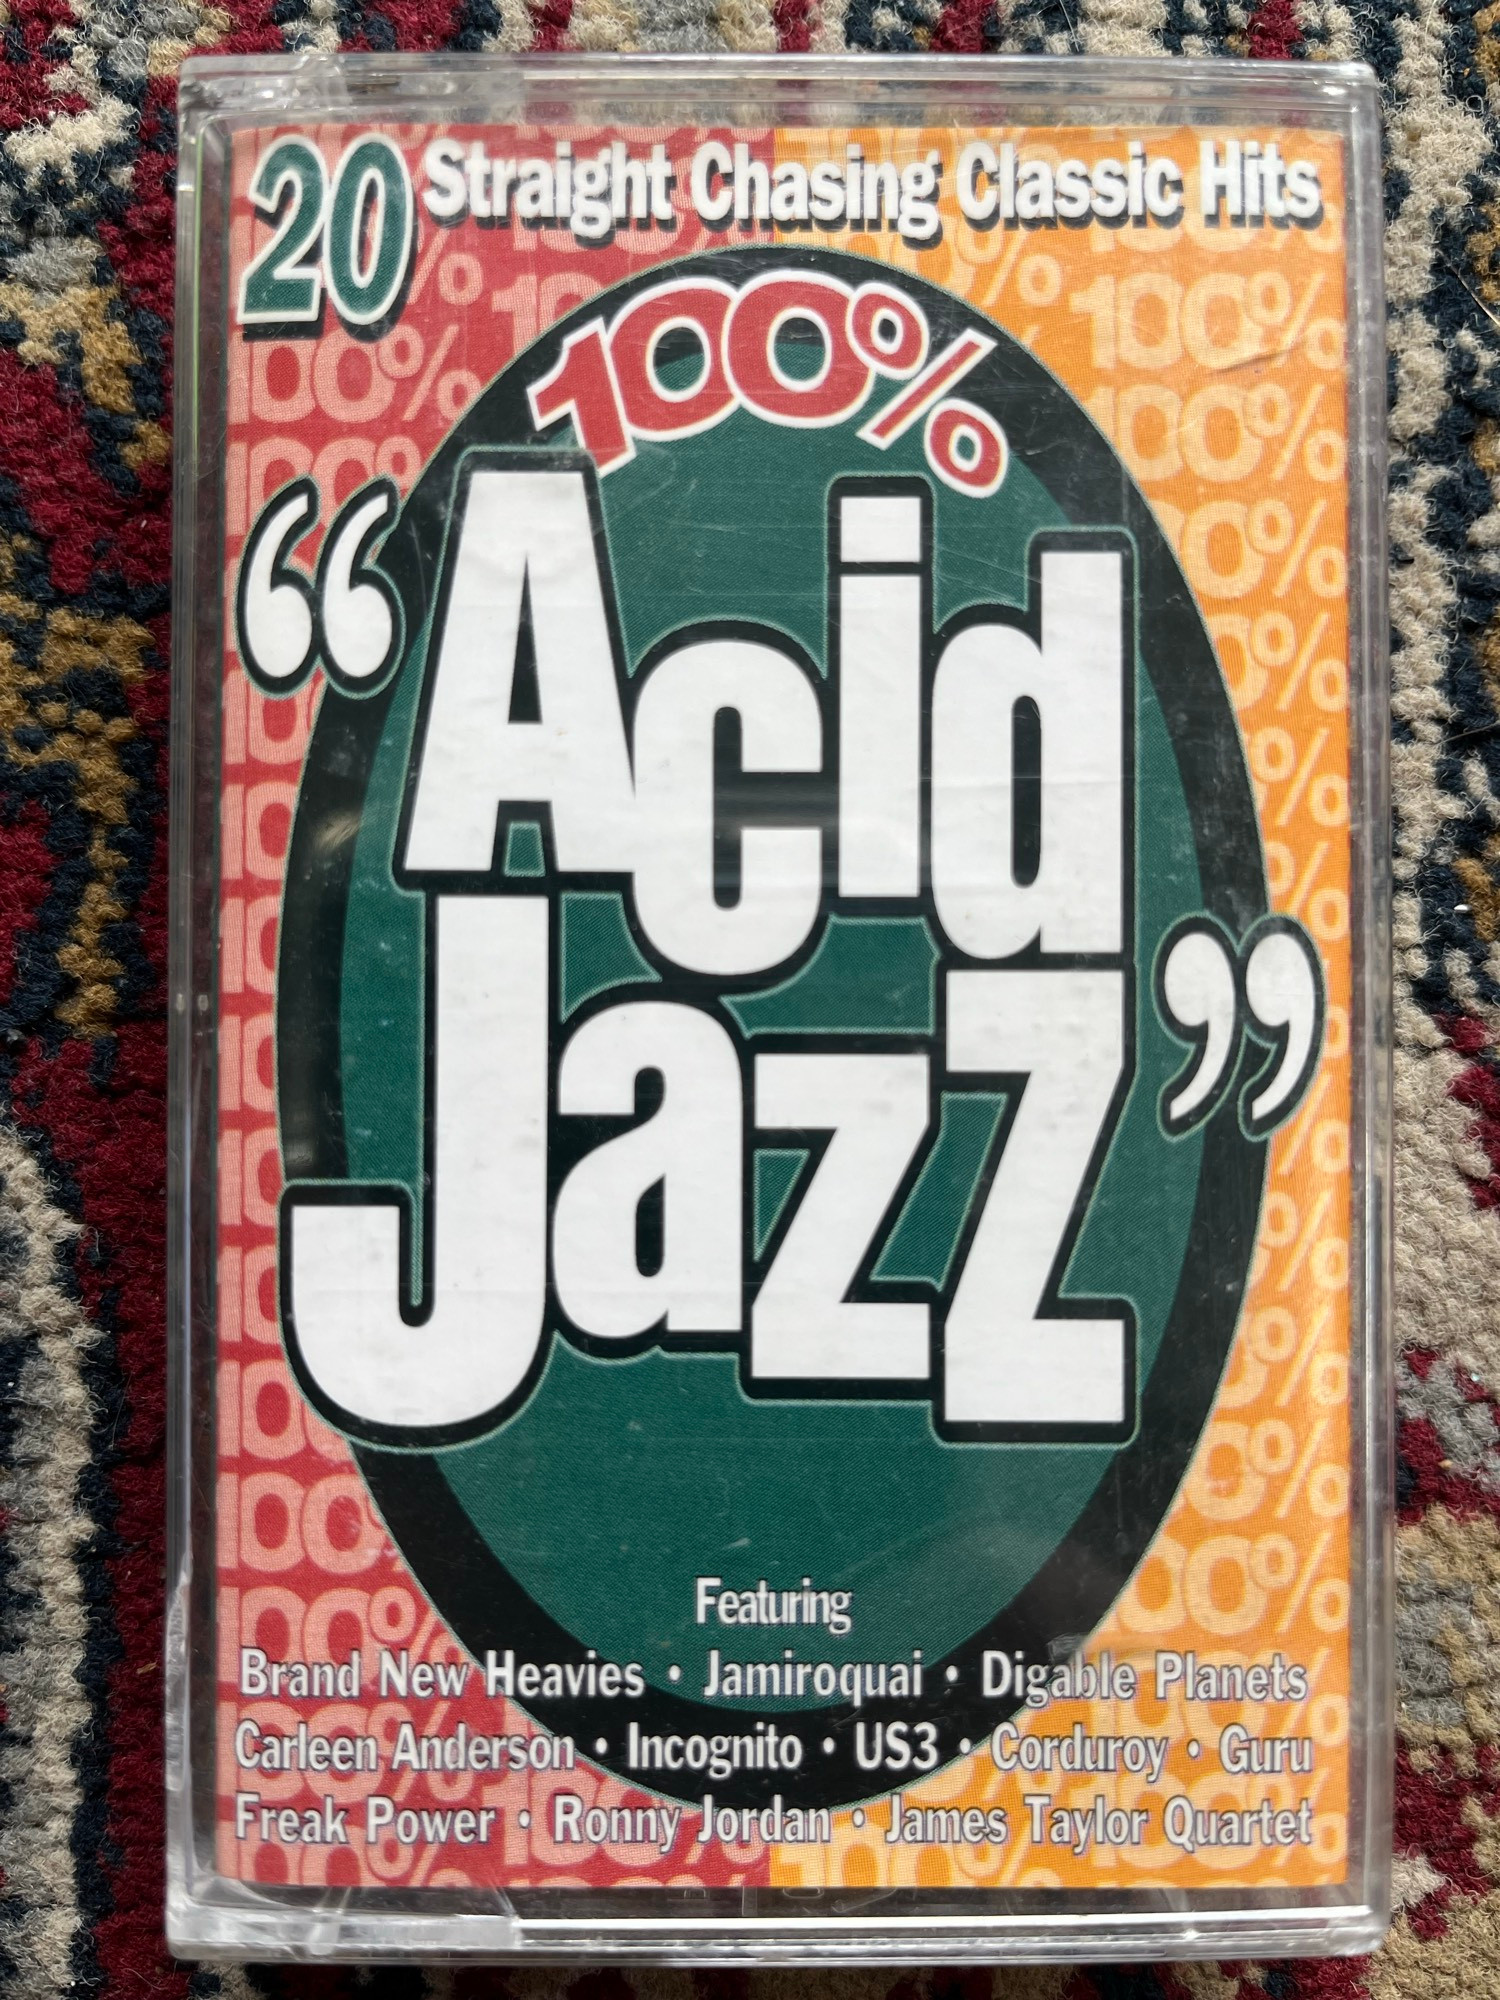 20 Straight Chasing Classic Hits
100%
“Acid
Jazz”
Featuring
Brand New Heavies • Jamiroquai • Digable Planets
Carleen Anderson • Incognito • US3 • Corduroy • Guru
Freak Power • Ronny Jordan • James Taylor Quartet